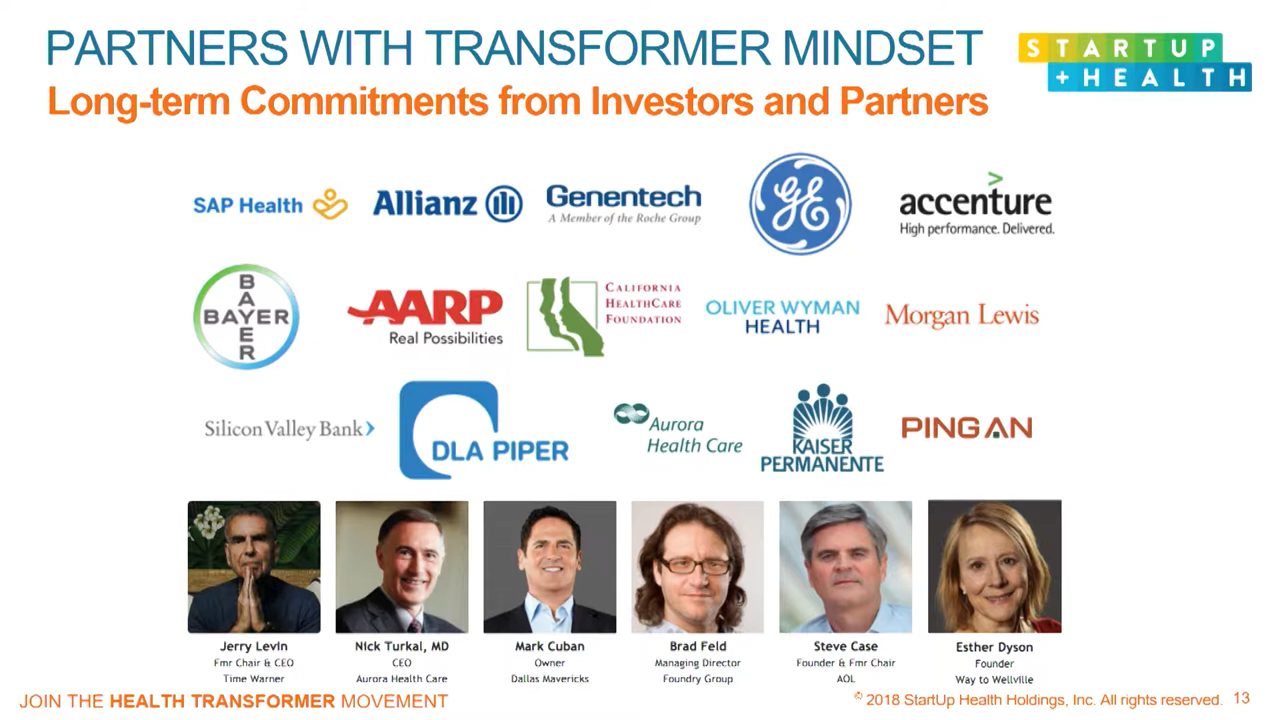 PARTNERS WITH TRANSFORMER MINDSET
STARTUP
+HEALTH
Long-term Commitments from Investors and Partners
SAP Health
Allianz
Genentech
A Member of the Roche Group
GE
accenture
High performance. Delivered.
BAYER
BAYER
AARP
Real Possibilities
CALIFORNIA
HEALTHCARE
FOUNDATION
OLIVER WYMAN
HEALTH
Morgan Lewis
Silicon Valley Bank
DLA PIPER
Aurora
Health Care
KAISER
PERMANENTE
PING AN
Jerry Levin
Fmr Chair & CEO
Time Warner
Nick Turkal, MD
CEO
Aurora Health Care
Mark Cuban
Owner
Dallas Mavericks
Brad Feld
Managing Director
Foundry Group
Steve Case
Founder & Fmr Chair
AOL
Esther Dyson
Founder
Way to Wellville
JOIN THE HEALTH TRANSFORMER MOVEMENT
© 2018 StartUp Health Holdings, Inc. All rights reserved. 13